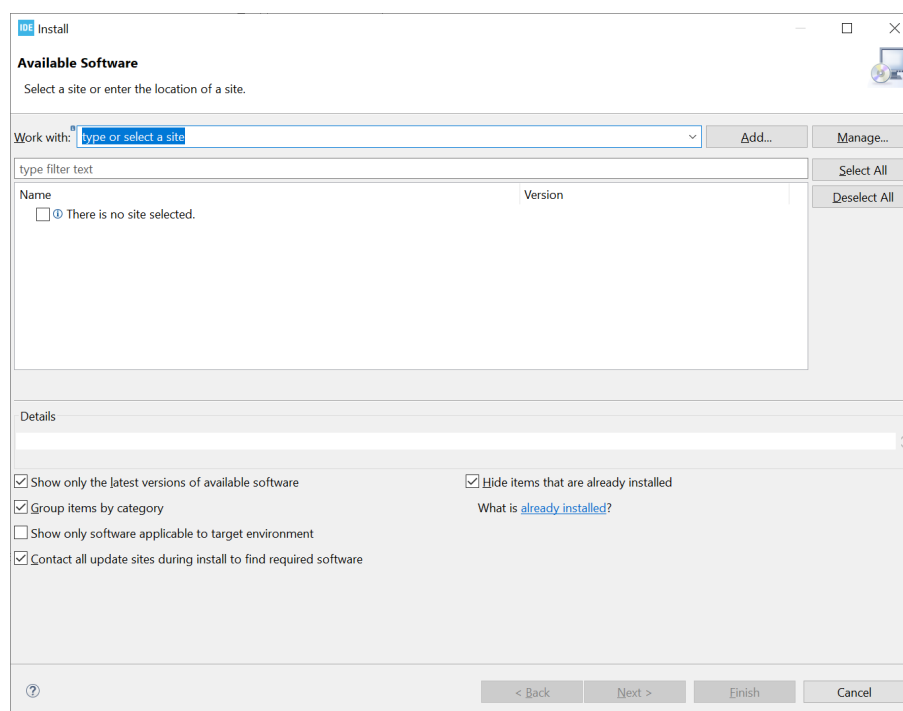 IDE Install
Available Software
Select a site or enter the location of a site.
Work with: type or select a site Add... Manage...
type filter text Select All
Name Version Deselect All
There is no site selected.
Details
Show only the latest versions of available software Hide items that are already installed
Group items by category What is already installed?
Show only software applicable to target environment
Contact all update sites during install to find required software
? < Back Next > Finish Cancel